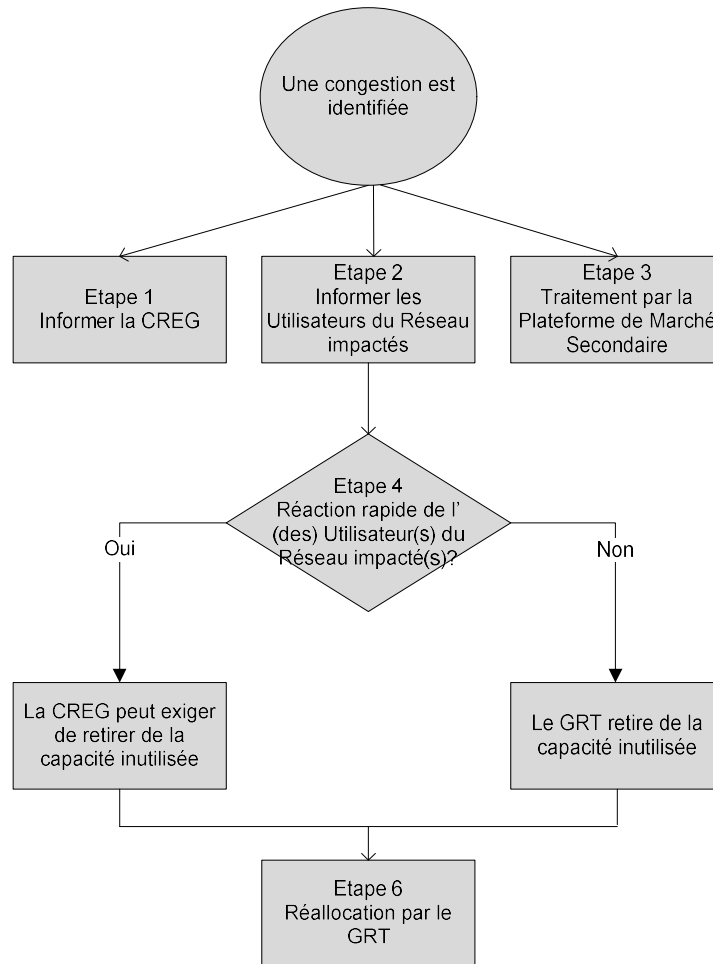 Une congestion est
identifiée
Etape 1
Informer la CREG
Etape 2
Informer les
Utilisateurs du Réseau
impactés
Etape 3
Traitement par la
Plateforme de Marché
Secondaire
Etape 4
Réaction rapide de l'
(des) Utilisateur(s) du
Réseau impacté(s)?
Oui
Non
La CREG peut exiger
de retirer de la
capacité inutilisée
Le GRT retire de la
capacité inutilisée
Etape 6
Réallocation par le
GRT